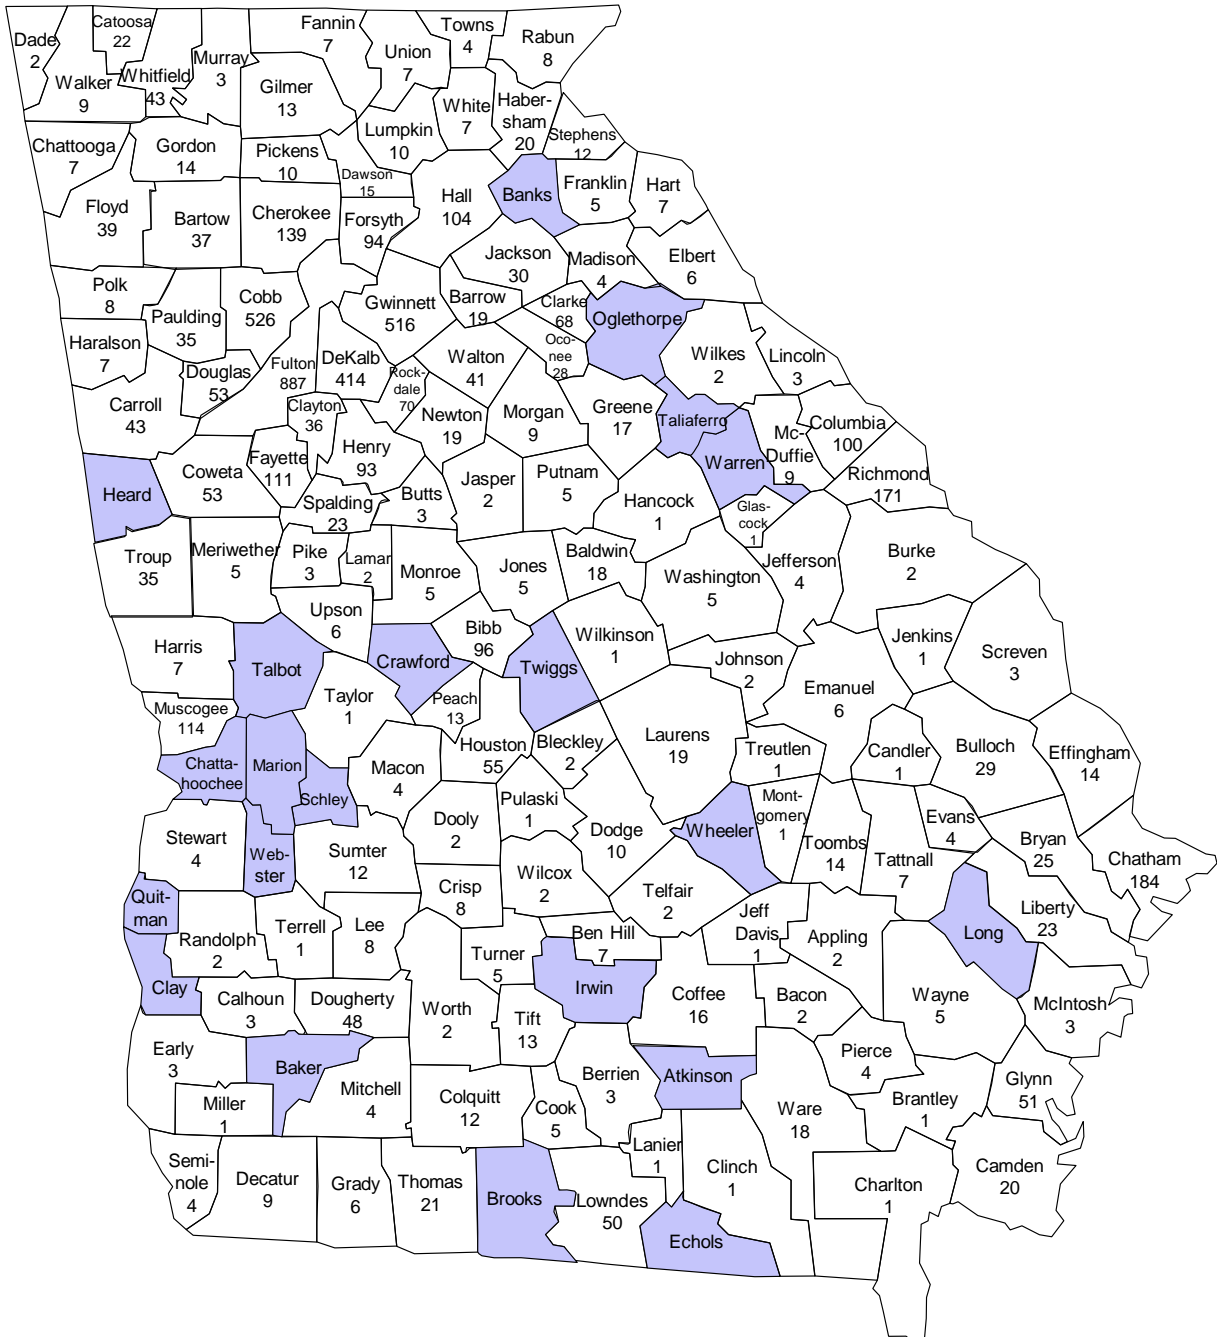 Dade
2
Catoosa
22
Walker
9
Whitfield
43
Murray
3
Fannin
7
Gilmer
13
Union
7
Towns
4
Rabun
8
White
7
Haber-
sham
20
Stephens
12
Lumpkin
10
Chattooga
7
Gordon
14
Pickens
10
Dawson
15
Hall
104
Banks
Franklin
5
Hart
7
Floyd
39
Bartow
37
Cherokee
139
Forsyth
94
Jackson
30
Madison
4
Elbert
6
Polk
8
Paulding
35
Cobb
526
Gwinnett
516
Barrow
19
Clarke
68
Oglethorpe
Oco-
nee
28
Haralson
7
Douglas
53
Fulton
887
DeKalb
414
Rock-
dale
70
Walton
41
Wilkes
2
Lincoln
3
Carroll
43
Clayton
36
Newton
19
Morgan
9
Greene
17
Taliaferro
Mc-
Duffie
9
Columbia
100
Richmond
171
Warren
Heard
Coweta
53
Fayette
111
Henry
93
Spalding
23
Butts
3
Jasper
2
Putnam
5
Hancock
1
Glas-
cock
1
Jefferson
4
Burke
2
Troup
35
Meriwether
5
Pike
3
Lamar
2
Monroe
5
Jones
5
Baldwin
18
Washington
5
Upson
6
Bibb
96
Wilkinson
1
Jenkins
1
Screven
3
Harris
7
Talbot
Crawford
Twiggs
Johnson
2
Emanuel
6
Taylor
1
Peach
13
Muscogee
114
Houston
55
Bleckley
2
Laurens
19
Treutlen
1
Candler
1
Bulloch
29
Effingham
14
Chatta-
hoochee
Marion
Schley
Macon
4
Pulaski
1
Dooly
2
Dodge
10
Wheeler
Mont-
gomery
1
Toombs
14
Tattnall
7
Evans
4
Bryan
25
Chatham
184
Stewart
4
Web-
ster
Sumter
12
Crisp
8
Wilcox
2
Telfair
2
Jeff
Davis
1
Appling
2
Long
Liberty
23
Quit-
man
Randolph
2
Terrell
1
Lee
8
Turner
5
Ben Hill
7
Irwin
Coffee
16
Bacon
2
Wayne
5
McIntosh
3
Clay
Calhoun
3
Dougherty
48
Worth
2
Tift
13
Early
3
Baker
Mitchell
4
Miller
1
Colquitt
12
Cook
5
Berrien
3
Atkinson
Ware
18
Pierce
4
Brantley
1
Glynn
51
Lanier
1
Clinch
1
Charlton
1
Camden
20
Semi-
nole
4
Decatur
9
Grady
6
Thomas
21
Brooks
Lowndes
50
Echols